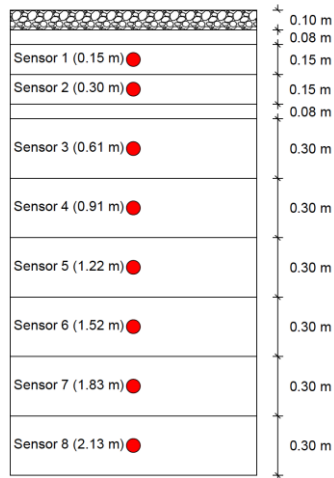 0.10 m
0.08 m
Sensor 1 (0.15 m) 0.15 m
Sensor 2 (0.30 m) 0.15 m
0.08 m
Sensor 3 (0.61 m) 0.30 m
Sensor 4 (0.91 m) 0.30 m
Sensor 5 (1.22 m) 0.30 m
Sensor 6 (1.52 m) 0.30 m
Sensor 7 (1.83 m) 0.30 m
Sensor 8 (2.13 m) 0.30 m